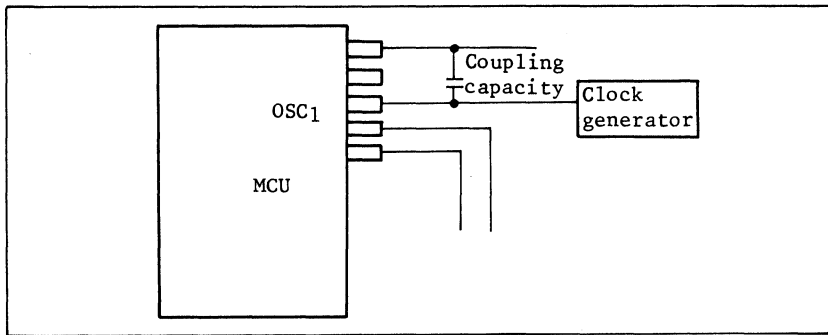 Coupling
capacity
Clock
generator
OSC1
MCU